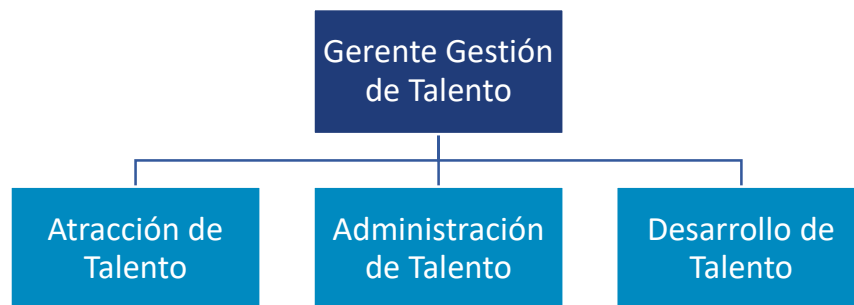 Gerente Gestión
de Talento
Atracción de
Talento
Administración
de Talento
Desarrollo de
Talento